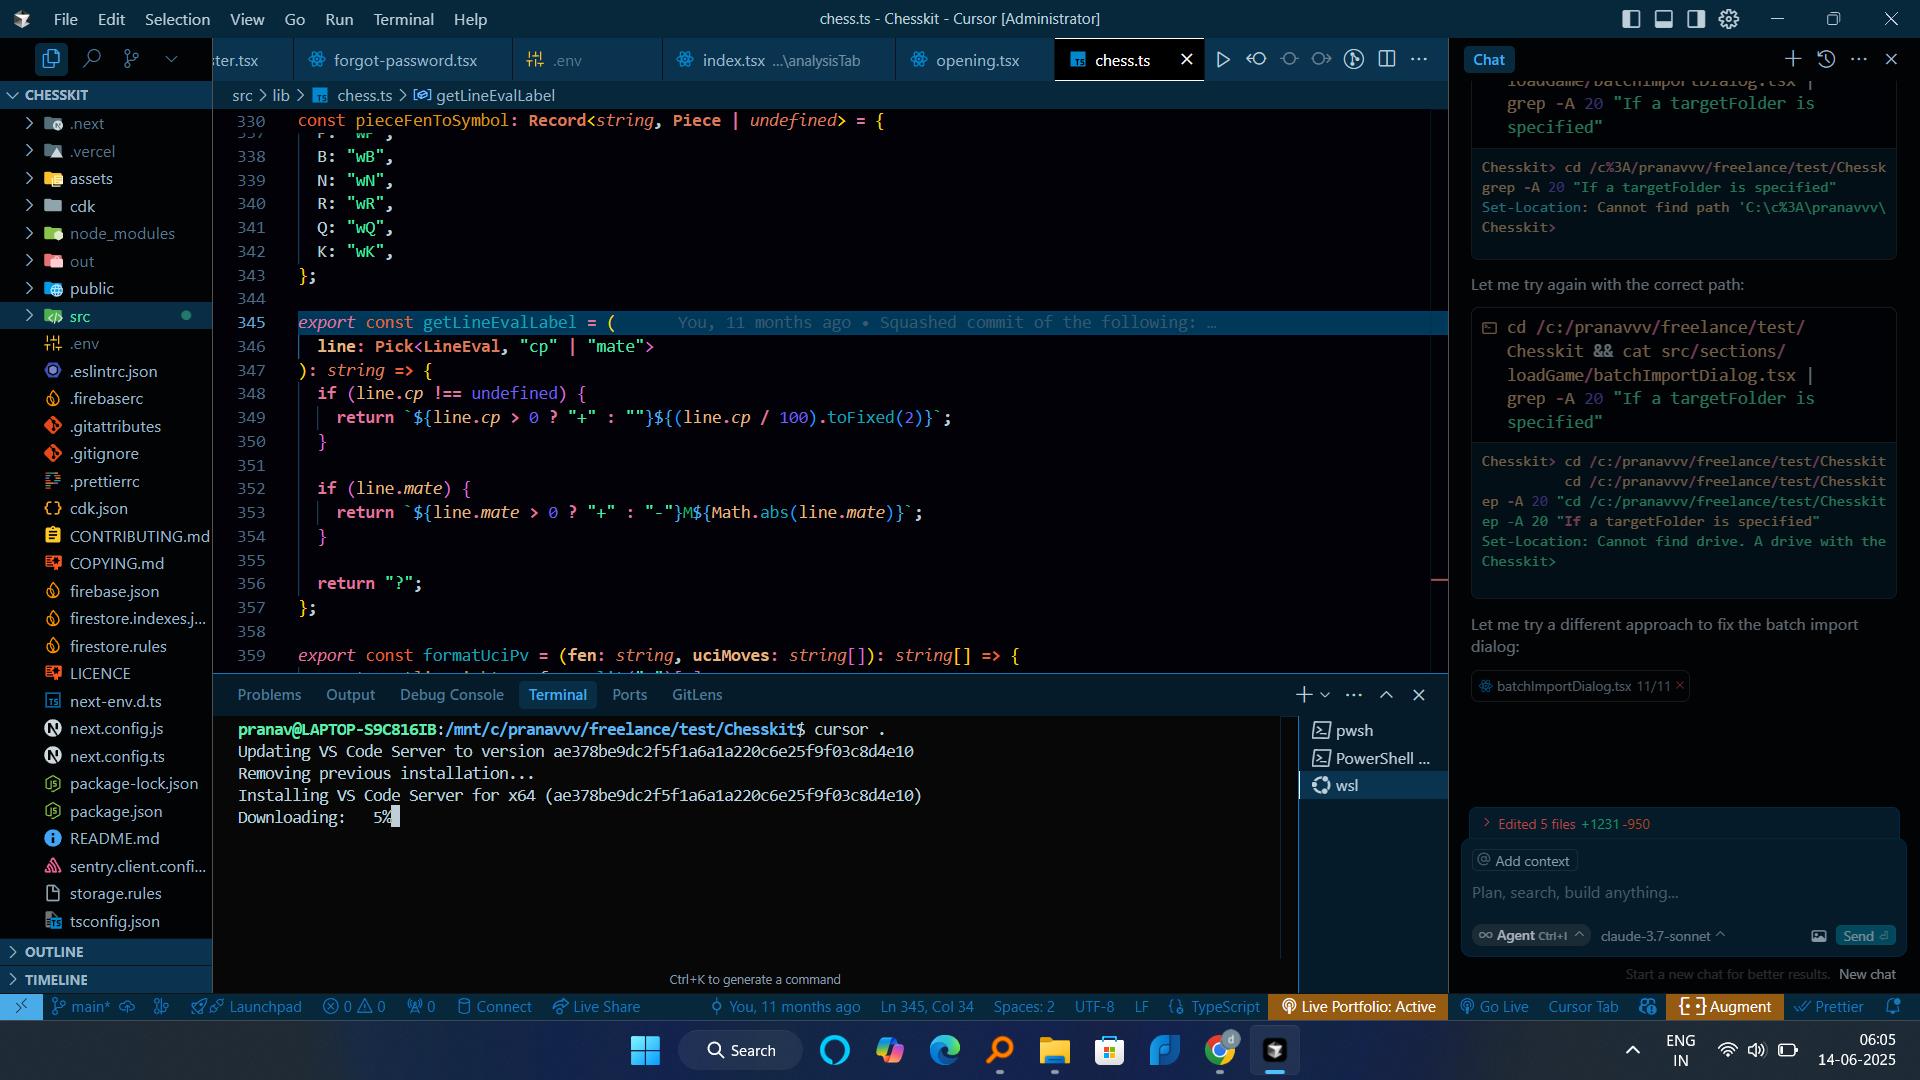 File Edit Selection View Go Run Terminal Help
chess.ts - Chesskit - Cursor [Administrator]
ster.tsx
forgot-password.tsx
.env
index.tsx ...\analysisTab
opening.tsx
chess.ts
CHESSKIT
.next
.vercel
assets
cdk
node_modules
out
public
src
.env
.eslintrc.json
.firebaserc
.gitattributes
.gitignore
.prettierrc
cdk.json
CONTRIBUTING.md
COPYING.md
firebase.json
firestore.indexes.j...
firestore.rules
LICENCE
next-env.d.ts
next.config.js
next.config.ts
package-lock.json
package.json
README.md
sentry.client.confi...
storage.rules
tsconfig.json
OUTLINE
TIMELINE
src > lib > chess.ts > getLineEvalLabel
330 const pieceFenToSymbol: Record<string, Piece | undefined> = {
338 B: "wB",
339 N: "wN",
340 R: "wR",
341 Q: "wQ",
342 K: "wK",
343 };
344
345 export const getLineEvalLabel = ( You, 11 months ago • Squashed commit of the following: …
346 line: Pick<LineEval, "cp" | "mate">
347 ): string => {
348 if (line.cp !== undefined) {
349 return `${line.cp > 0 ? "+" : ""}${(line.cp / 100).toFixed(2)}`;
350 }
351
352 if (line.mate) {
353 return `${line.mate > 0 ? "+" : "-"}M${Math.abs(line.mate)}`;
354 }
355
356 return "?";
357 };
358
359 export const formatUciPv = (fen: string, uciMoves: string[]): string[] => {
Problems Output Debug Console Terminal Ports GitLens
pranav@LAPTOP-S9C816IB:/mnt/c/pranavvv/freelance/test/Chesskit$ cursor .
Updating VS Code Server to version ae378be9dc2f5f1a6a1a220c6e25f9f03c8d4e10
Removing previous installation...
Installing VS Code Server for x64 (ae378be9dc2f5f1a6a1a220c6e25f9f03c8d4e10)
Downloading: 5%
Ctrl+K to generate a command
pwsh
PowerShell ...
wsl
Chat
loadGame/batchImportDialog.tsx |
grep -A 20 "If a targetFolder is
specified"
Chesskit> cd /c%3A/pranavvv/freelance/test/Chessk
grep -A 20 "If a targetFolder is specified"
Set-Location: Cannot find path 'C:\c%3A\pranavvv\
Chesskit>
Let me try again with the correct path:
cd /c:/pranavvv/freelance/test/
Chesskit && cat src/sections/
loadGame/batchImportDialog.tsx |
grep -A 20 "If a targetFolder is
specified"
Chesskit> cd /c:/pranavvv/freelance/test/Chesskit
cd /c:/pranavvv/freelance/test/Chesskit
ep -A 20 "cd /c:/pranavvv/freelance/test/Chesskit
ep -A 20 "If a targetFolder is specified"
Set-Location: Cannot find drive. A drive with the
Chesskit>
Let me try a different approach to fix the batch import
dialog:
batchImportDialog.tsx 11/11
Edited 5 files +1231 -950
@ Add context
Plan, search, build anything...
Agent Ctrl+I
claude-3.7-sonnet
Send
Start a new chat for better results. New chat
main* Launchpad 0 0 0 Connect Live Share You, 11 months ago Ln 345, Col 34 Spaces: 2 UTF-8 LF TypeScript Live Portfolio: Active Go Live Cursor Tab Augment Prettier
Search
ENG
IN
06:05
14-06-2025